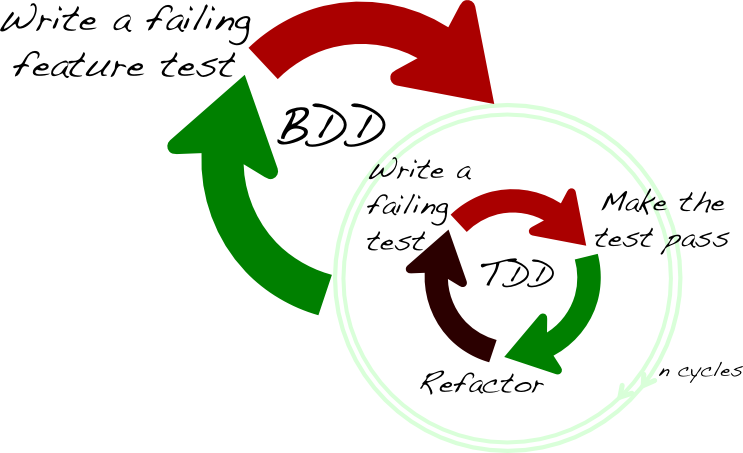 Write a failing
feature test
BDD
Write a
failing
test
Make the
test pass
TDD
Refactor
n cycles